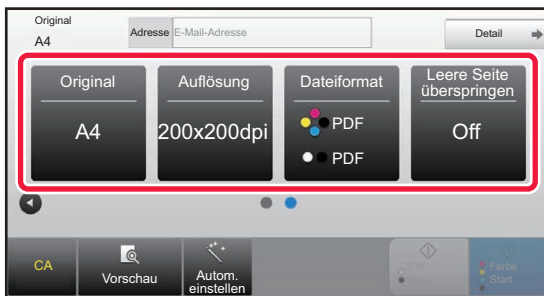 Original
A4
Adresse E-Mail-Adresse
Detail
Original
A4
Auflösung
200x200dpi
Dateiformat
PDF
PDF
Leere Seite
überspringen
Off
CA
Vorschau
Autom.
einstellen
S/W
Start
Farbe
Start